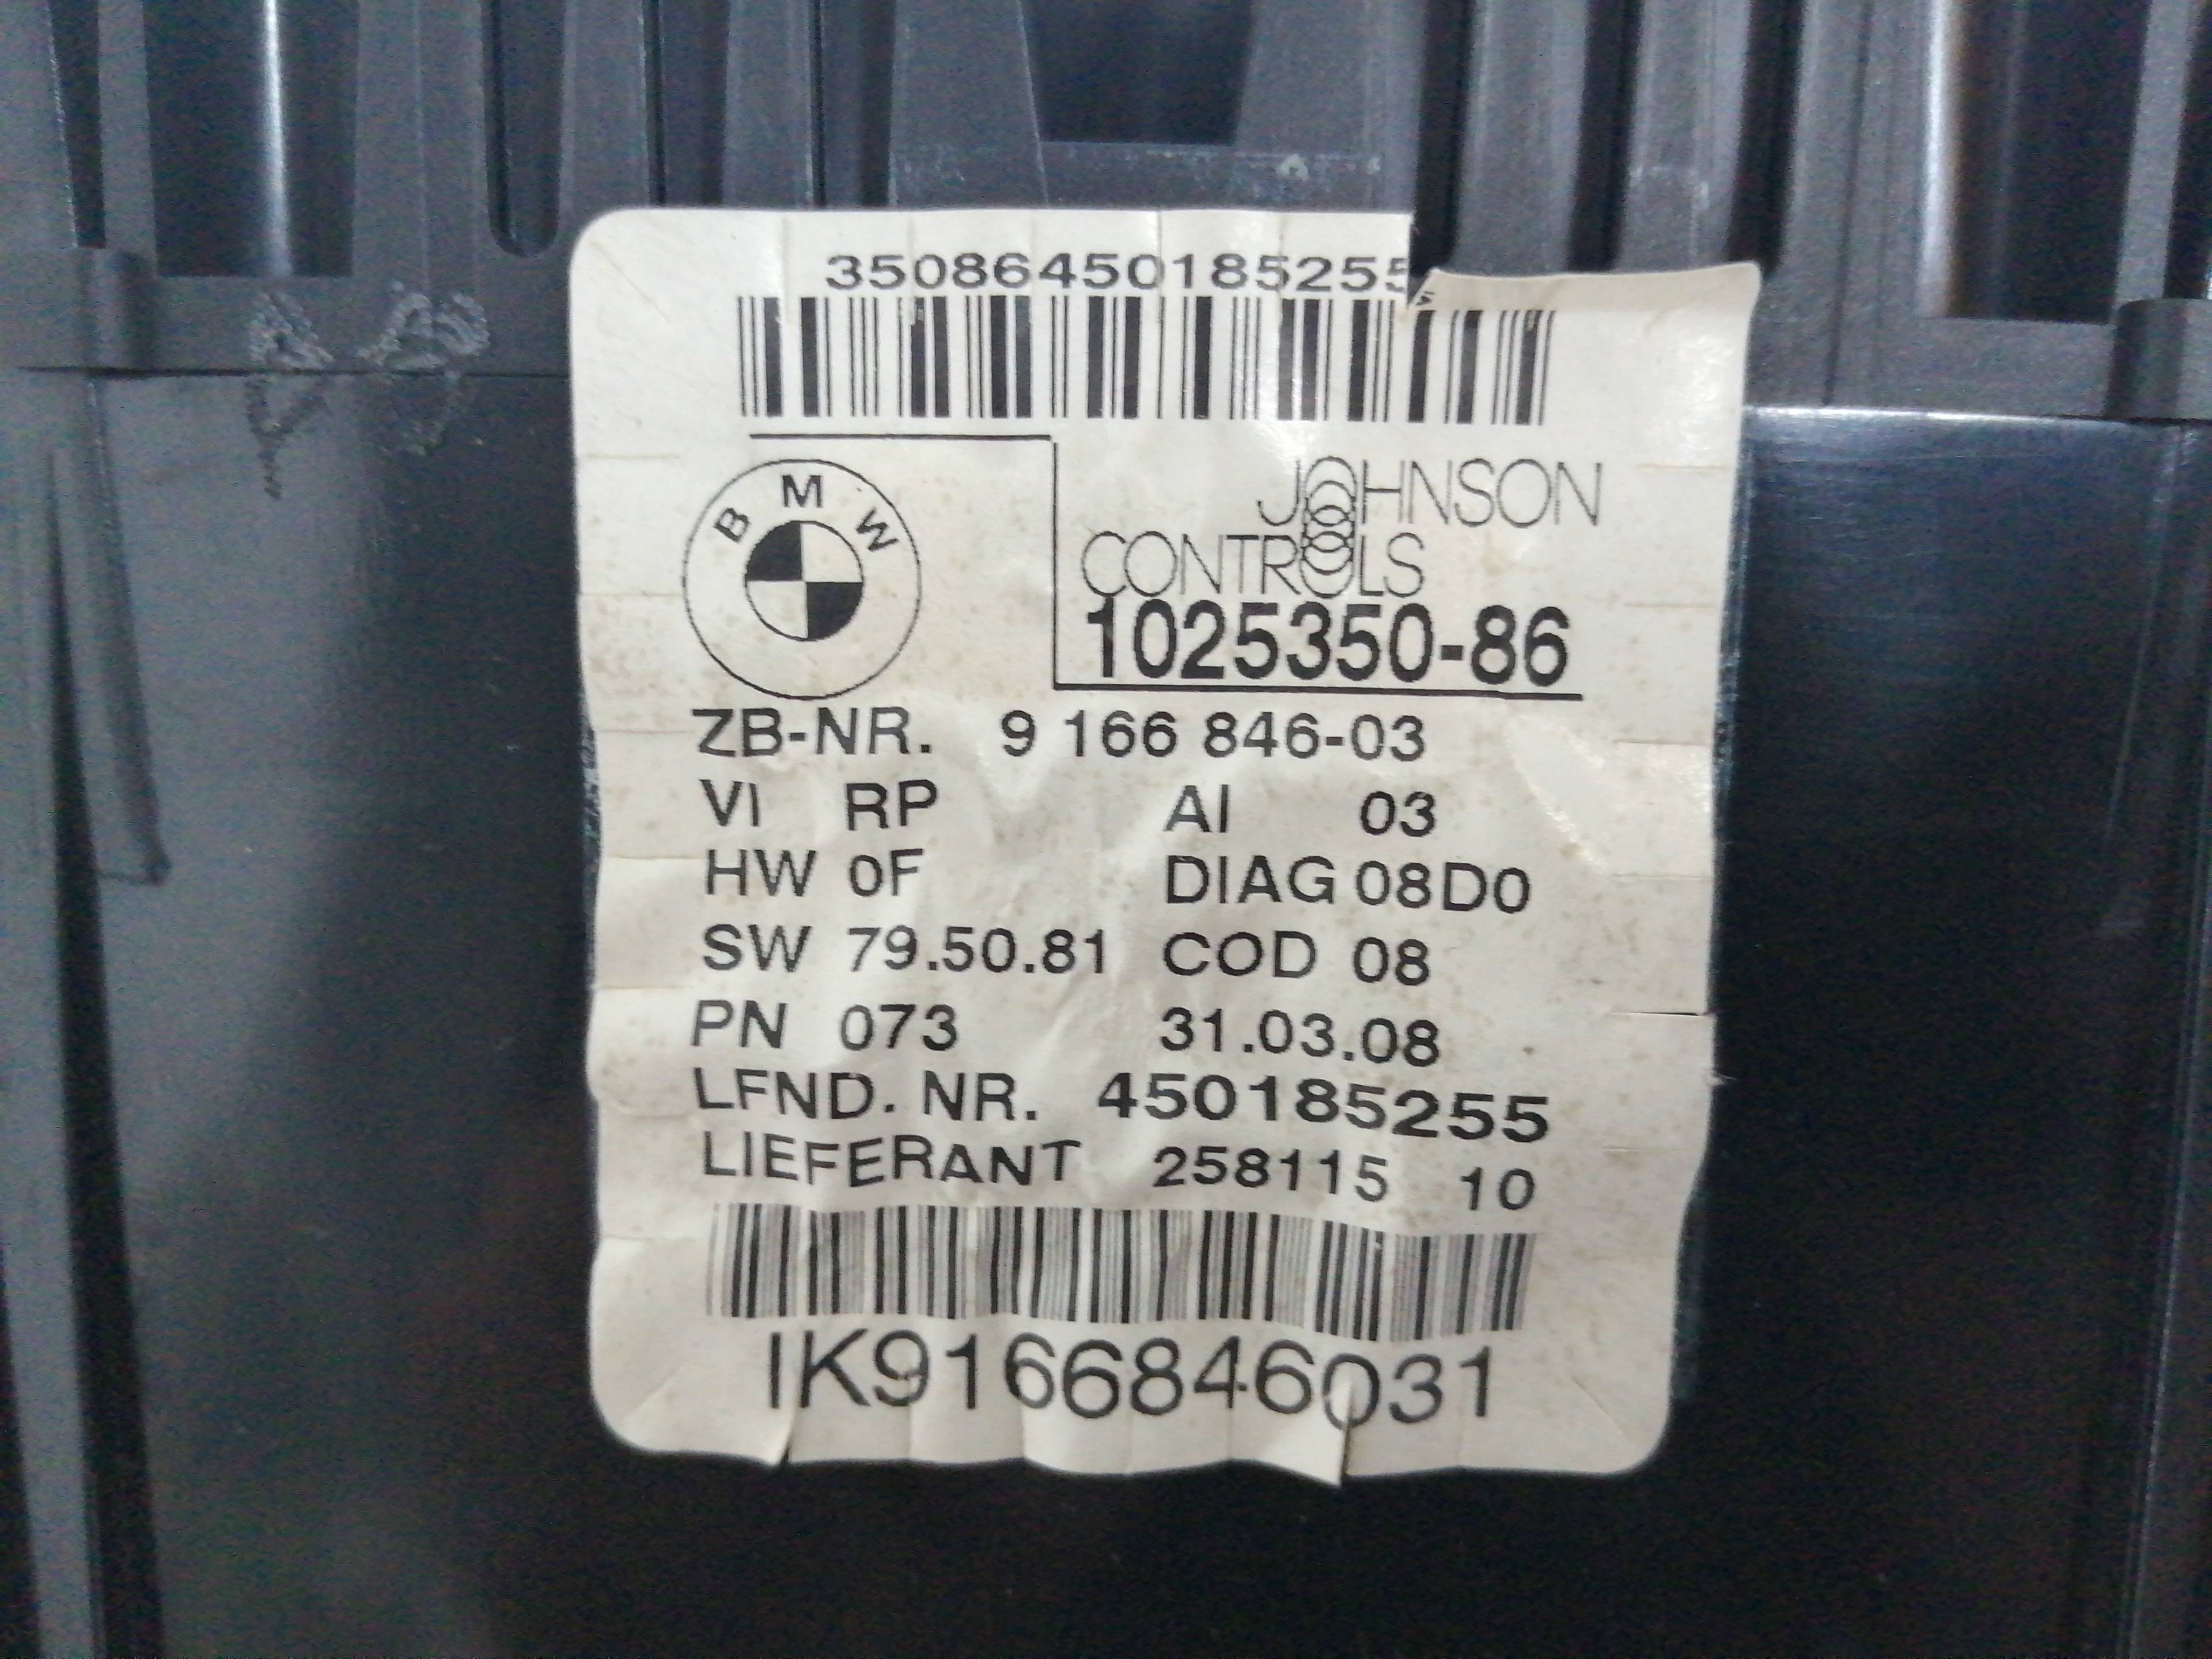 35086450185255
BMW
JOHNSON
CONTROLS
1025350-86
ZB-NR. 9 166 846-03
VI RP AI 03
HW 0F DIAG 08D0
SW 79.50.81 COD 08
PN 073 31.03.08
LFND. NR. 450185255
LIEFERANT 258115 10
IK9166846031